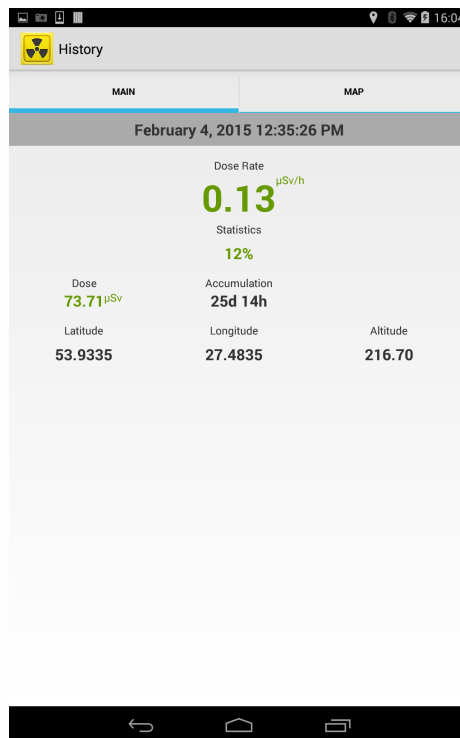 16:04
History
MAIN MAP
February 4, 2015 12:35:26 PM
Dose Rate
0.13 µSv/h
Statistics
12%
Dose Accumulation
73.71 µSv 25d 14h
Latitude Longitude Altitude
53.9335 27.4835 216.70